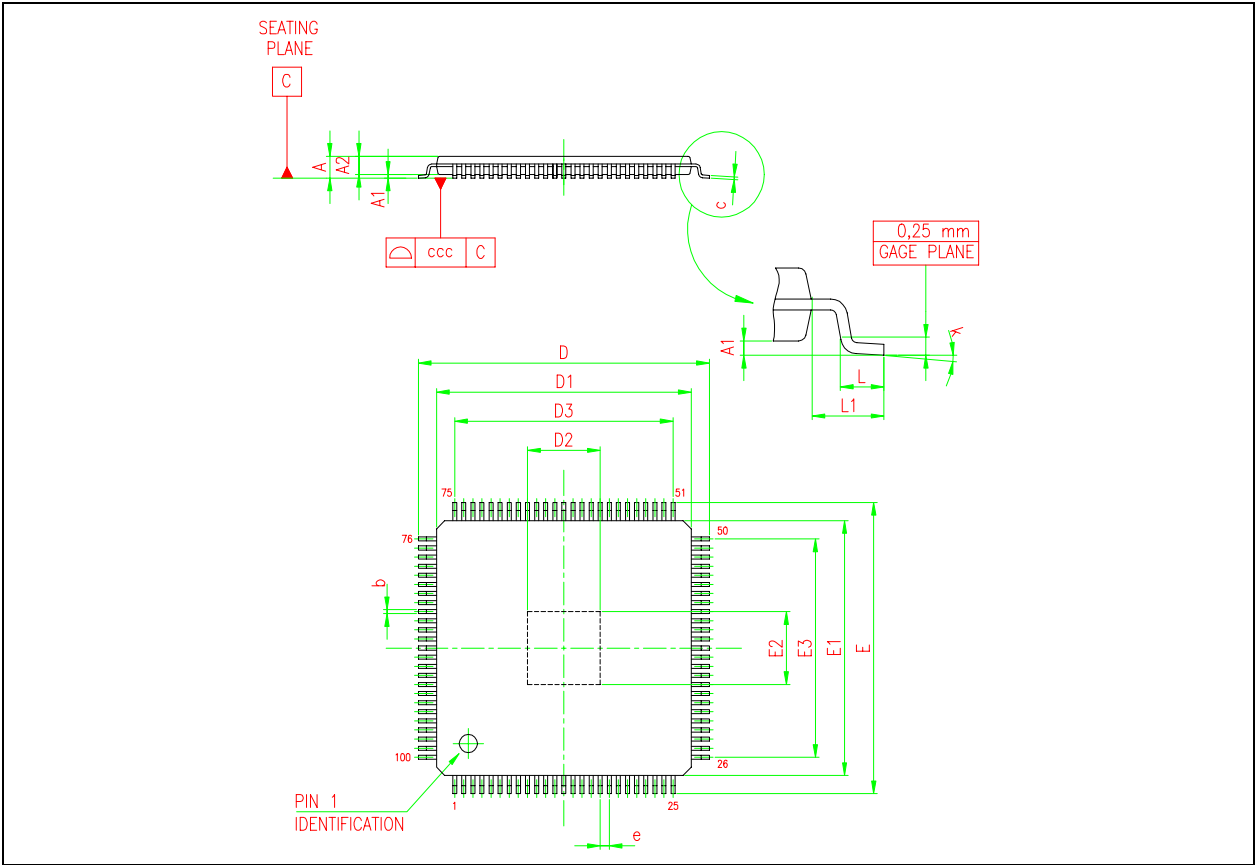 SEATING
PLANE
C
A
A2
A1
c
ccc C
0,25 mm
GAGE PLANE
A1
L
L1
D
D1
D3
D2
75
51
76
50
b
E2
E3
E1
E
100
26
1
25
PIN 1
IDENTIFICATION
e